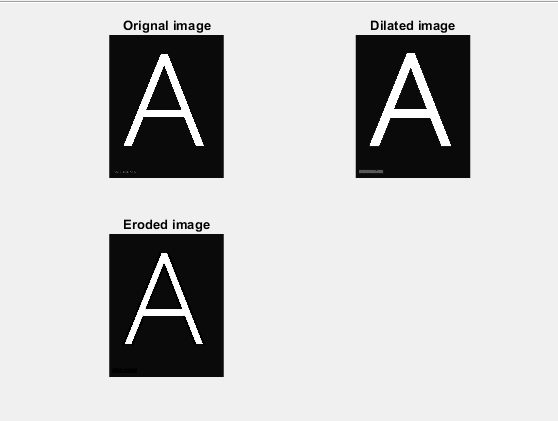 Orignal image
Dilated image
A
A
Eroded image
A